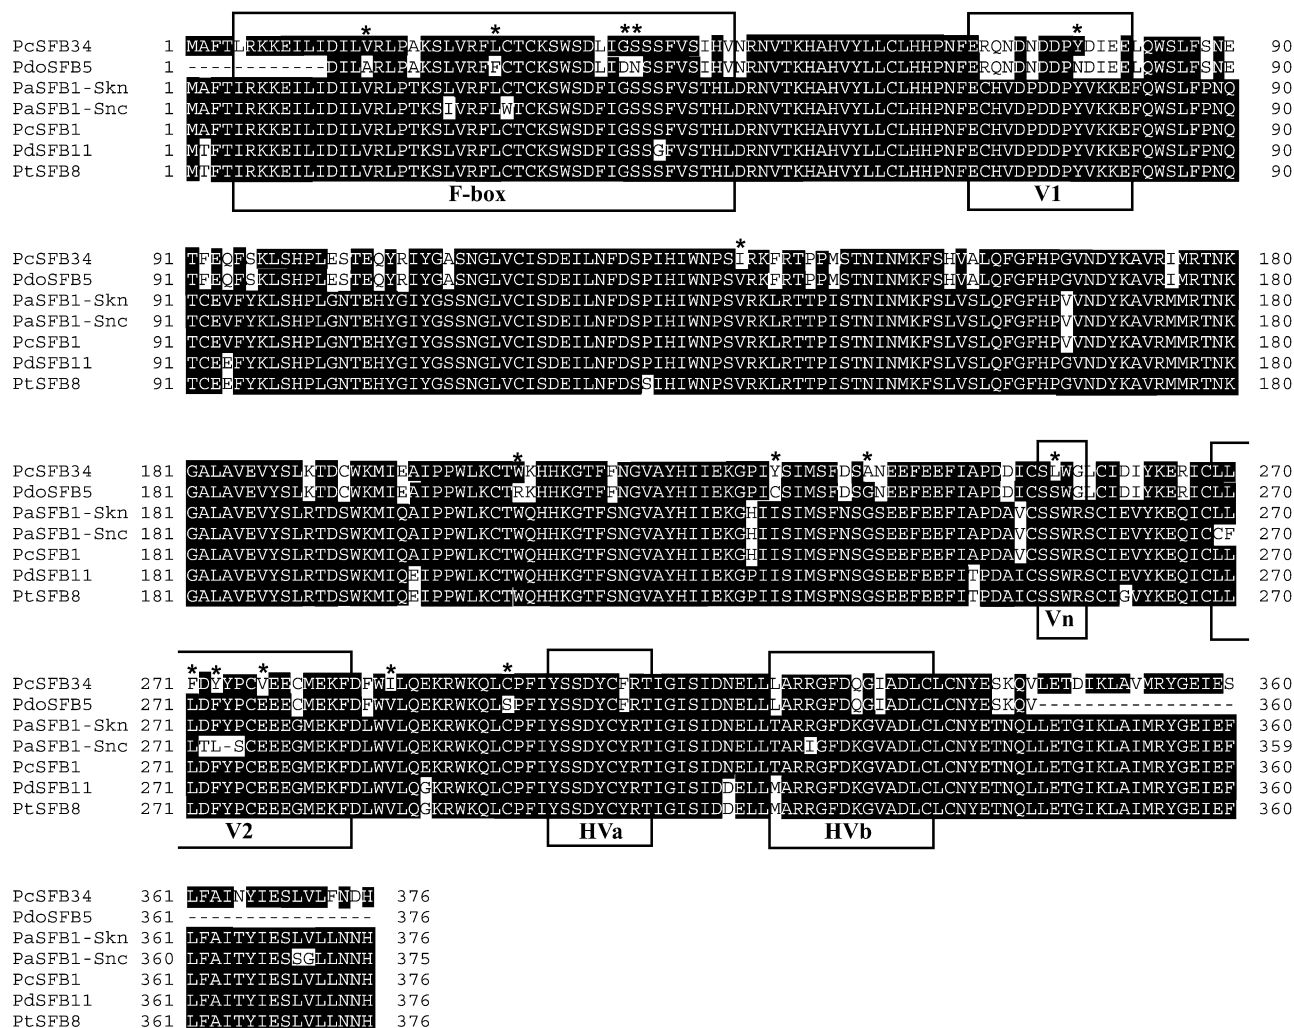 * * ** *
PcSFB34 1 MAFTLRKKEILIDILVRLPAKSLVRFLCTCKSWSDLIGSSSFVSIHVNRNVTKHAHVYLLCLHHPNFERQNDNDDPYDIEELQWSLFSNE 90
PdoSFB5 1 ------------DILARLPAKSLVRFFCTCKSWSDLIDNSSFVSIHVNRNVTKHAHVYLLCLHHPNFERQNDNDDPNDIEELQWSLFSNE 90
PaSFB1-Skn 1 MAFTIRKKEILIDILVRLPTKSLVRFLCTCKSWSDFIGSSSFVSTHLDRNVTKHAHVYLLCLHHPNFECHVDPDDPYVKKEFQWSLFPNQ 90
PaSFB1-Snc 1 MAFTIRKKEILIDILVRLPTKSIVRFLWTCKSWSDFIGSSSFVSTHLDRNVTKHAHVYLLCLHHPNFECHVDPDDPYVKKEFQWSLFPNQ 90
PcSFB1 1 MAFTIRKKEILIDILVRLPTKSLVRFLCTCKSWSDFIGSSSFVSTHLDRNVTKHAHVYLLCLHHPNFECHVDPDDPYVKKEFQWSLFPNQ 90
PdSFB11 1 MTFTIRKKEILIDILVRLPTKSLVRFLCTCKSWSDFIGSSGFVSTHLDRNVTKHAHVYLLCLHHPNFECHVDPDDPYVKKEFQWSLFPNQ 90
PtSFB8 1 MTFTIRKKEILIDILVRLPTKSLVRFLCTCKSWSDFIGSSSFVSTHLDRNVTKHAHVYLLCLHHPNFECHVDPDDPYVKKEFQWSLFPNQ 90
F-box V1
*
PcSFB34 91 TFEQFSKLSHPLESTEQYRIYGASNGLVCISDEILNFDSPIHIWNPSIRKFRTPPMSTNINMKFSHVALQFGFHPGVNDYKAVRIMRTNK 180
PdoSFB5 91 TFEQFSKLSHPLESTEQYRIYGASNGLVCISDEILNFDSPIHIWNPSVRKFRTPPMSTNINMKFSHVALQFGFHPGVNDYKAVRIMRTNK 180
PaSFB1-Skn 91 TCEVFYKLSHPLGNTEHYGIYGSSNGLVCISDEILNFDSPIHIWNPSVRKLRTTPISTNINMKFSLVSLQFGFHPVVNDYKAVRMMRTNK 180
PaSFB1-Snc 91 TCEVFYKLSHPLGNTEHYGIYGSSNGLVCISDEILNFDSPIHIWNPSVRKLRTTPISTNINMKFSLVSLQFGFHPVVNDYKAVRMMRTNK 180
PcSFB1 91 TCEVFYKLSHPLGNTEHYGIYGSSNGLVCISDEILNFDSPIHIWNPSVRKLRTTPISTNINMKFSLVSLQFGFHPVVNDYKAVRMMRTNK 180
PdSFB11 91 TCEEFYKLSHPLGNTEHYGIYGSSNGLVCISDEILNFDSPIHIWNPSVRKLRTTPISTNINMKFSLVSLQFGFHPGVNDYKAVRMMRTNK 180
PtSFB8 91 TCEEFYKLSHPLGNTEHYGIYGSSNGLVCISDEILNFDSSIHIWNPSVRKLRTTPISTNINMKFSLVSLQFGFHPGVNDYKAVRMMRTNK 180
* * * *
PcSFB34 181 GALAVEVYSLKTDCWKMIEAIPPWLKCTWKHHKGTFFNGVAYHIIEKGPIYSIMSFDSANEEFEEFIAPDDICSLWGLCIDIYKERICLL 270
PdoSFB5 181 GALAVEVYSLKTDCWKMIEAIPPWLKCTRKHHKGTFFNGVAYHIIEKGPICSIMSFDSGNEEFEEFIAPDDICSSWGLCIDIYKERICLL 270
PaSFB1-Skn 181 GALAVEVYSLRTDSWKMIQAIPPWLKCTWQHHKGTFSNGVAYHIIEKGHIISIMSFNSGSEEFEEFIAPDAVCSSWRSCIEVYKEQICLL 270
PaSFB1-Snc 181 GALAVEVYSLRTDSWKMIQAIPPWLKCTWQHHKGTFSNGVAYHIIEKGHIISIMSFNSGSEEFEEFIAPDAVCSSWRSCIEVYKEQICCF 270
PcSFB1 181 GALAVEVYSLRTDSWKMIQAIPPWLKCTWQHHKGTFSNGVAYHIIEKGHIISIMSFNSGSEEFEEFIAPDAVCSSWRSCIEVYKEQICLL 270
PdSFB11 181 GALAVEVYSLRTDSWKMIQEIPPWLKCTWQHHKGTFSNGVAYHIIEKGPIISIMSFNSGSEEFEEFITPDAICSSWRSCIEVYKEQICLL 270
PtSFB8 181 GALAVEVYSLRTDSWKMIQEIPPWLKCTWQHHKGTFSNGVAYHIIEKGPIISIMSFNSGSEEFEEFITPDAICSSWRSCIGVYKEQICLL 270
Vn
* * * * *
PcSFB34 271 FDYYPCVEECMEKFDFWILQEKRWKQLCPFIYSSDYCFRTIGISIDNELLLARRGFDQGIADLCLCNYESKQVLETDIKLAVMRYGEIES 360
PdoSFB5 271 LDFYPCEEECMEKFDFWVLQEKRWKQLSPFIYSSDYCFRTIGISIDNELLLARRGFDQGIADLCLCNYESKQV----------------- 360
PaSFB1-Skn 271 LDFYPCEEEGMEKFDLWVLQEKRWKQLCPFIYSSDYCYRTIGISIDNELLTARRGFDKGVADLCLCNYETNQLLETGIKLAIMRYGEIEF 360
PaSFB1-Snc 271 LTL-SCEEEGMEKFDLWVLQEKRWKQLCPFIYSSDYCYRTIGISIDNELLTARIGFDKGVADLCLCNYETNQLLETGIKLAIMRYGEIEF 359
PcSFB1 271 LDFYPCEEEGMEKFDLWVLQEKRWKQLCPFIYSSDYCYRTIGISIDNELLTARRGFDKGVADLCLCNYETNQLLETGIKLAIMRYGEIEF 360
PdSFB11 271 LDFYPCEEEGMEKFDLWVLQGKRWKQLCPFIYSSDYCYRTIGISIDDELLMARRGFDKGVADLCLCNYETNQLLETGIKLAIMRYGEIEF 360
PtSFB8 271 LDFYPCEEEGMEKFDLWVLQGKRWKQLCPFIYSSDYCYRTIGISIDDELLMARRGFDKGVADLCLCNYETNQLLETGIKLAIMRYGEIEF 360
V2 HVa HVb
PcSFB34 361 LFAINYIESLVLFNDH 376
PdoSFB5 361 ---------------- 376
PaSFB1-Skn 361 LFAITYIESLVLLNNH 376
PaSFB1-Snc 360 LFAITYIESSGLLNNH 375
PcSFB1 361 LFAITYIESLVLLNNH 376
PdSFB11 361 LFAITYIESLVLLNNH 376
PtSFB8 361 LFAITYIESLVLLNNH 376